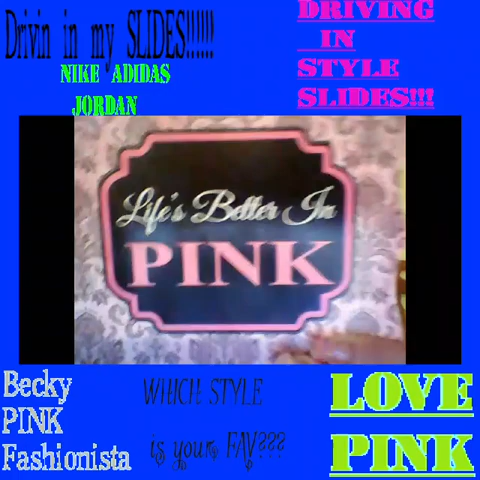 Drivin in my SLIDES!!!!!!
NIKE ADIDAS
JORDAN
DRIVING
IN
STYLE
SLIDES!!!
Life's Better In
PINK
Becky
PINK
Fashionista
WHICH STYLE
is your FAV???
LOVE
PINK